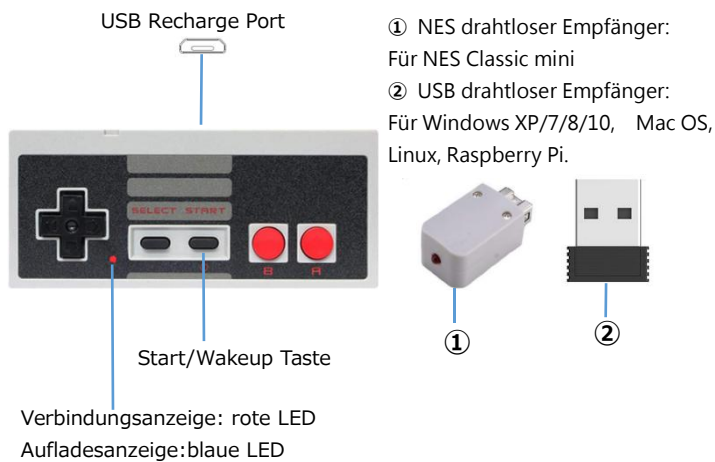 USB Recharge Port
① NES drahtloser Empfänger:
Für NES Classic mini
② USB drahtloser Empfänger:
Für Windows XP/7/8/10, Mac OS,
Linux, Raspberry Pi.
SELECT START
B A
① ②
Start/Wakeup Taste
Verbindungsanzeige: rote LED
Aufladesanzeige:blaue LED